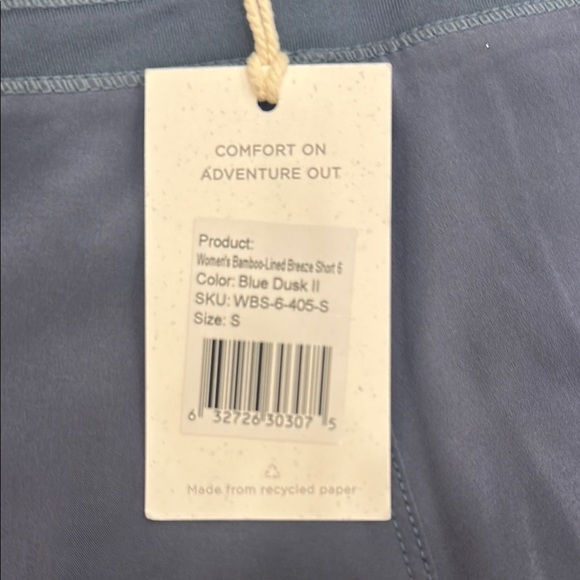 COMFORT ON
ADVENTURE OUT
Product:
Women's Bamboo-Lined Breeze Short 6
Color: Blue Dusk II
SKU: WBS-6-405-S
Size: S
6 32726 30307 5
Made from recycled paper